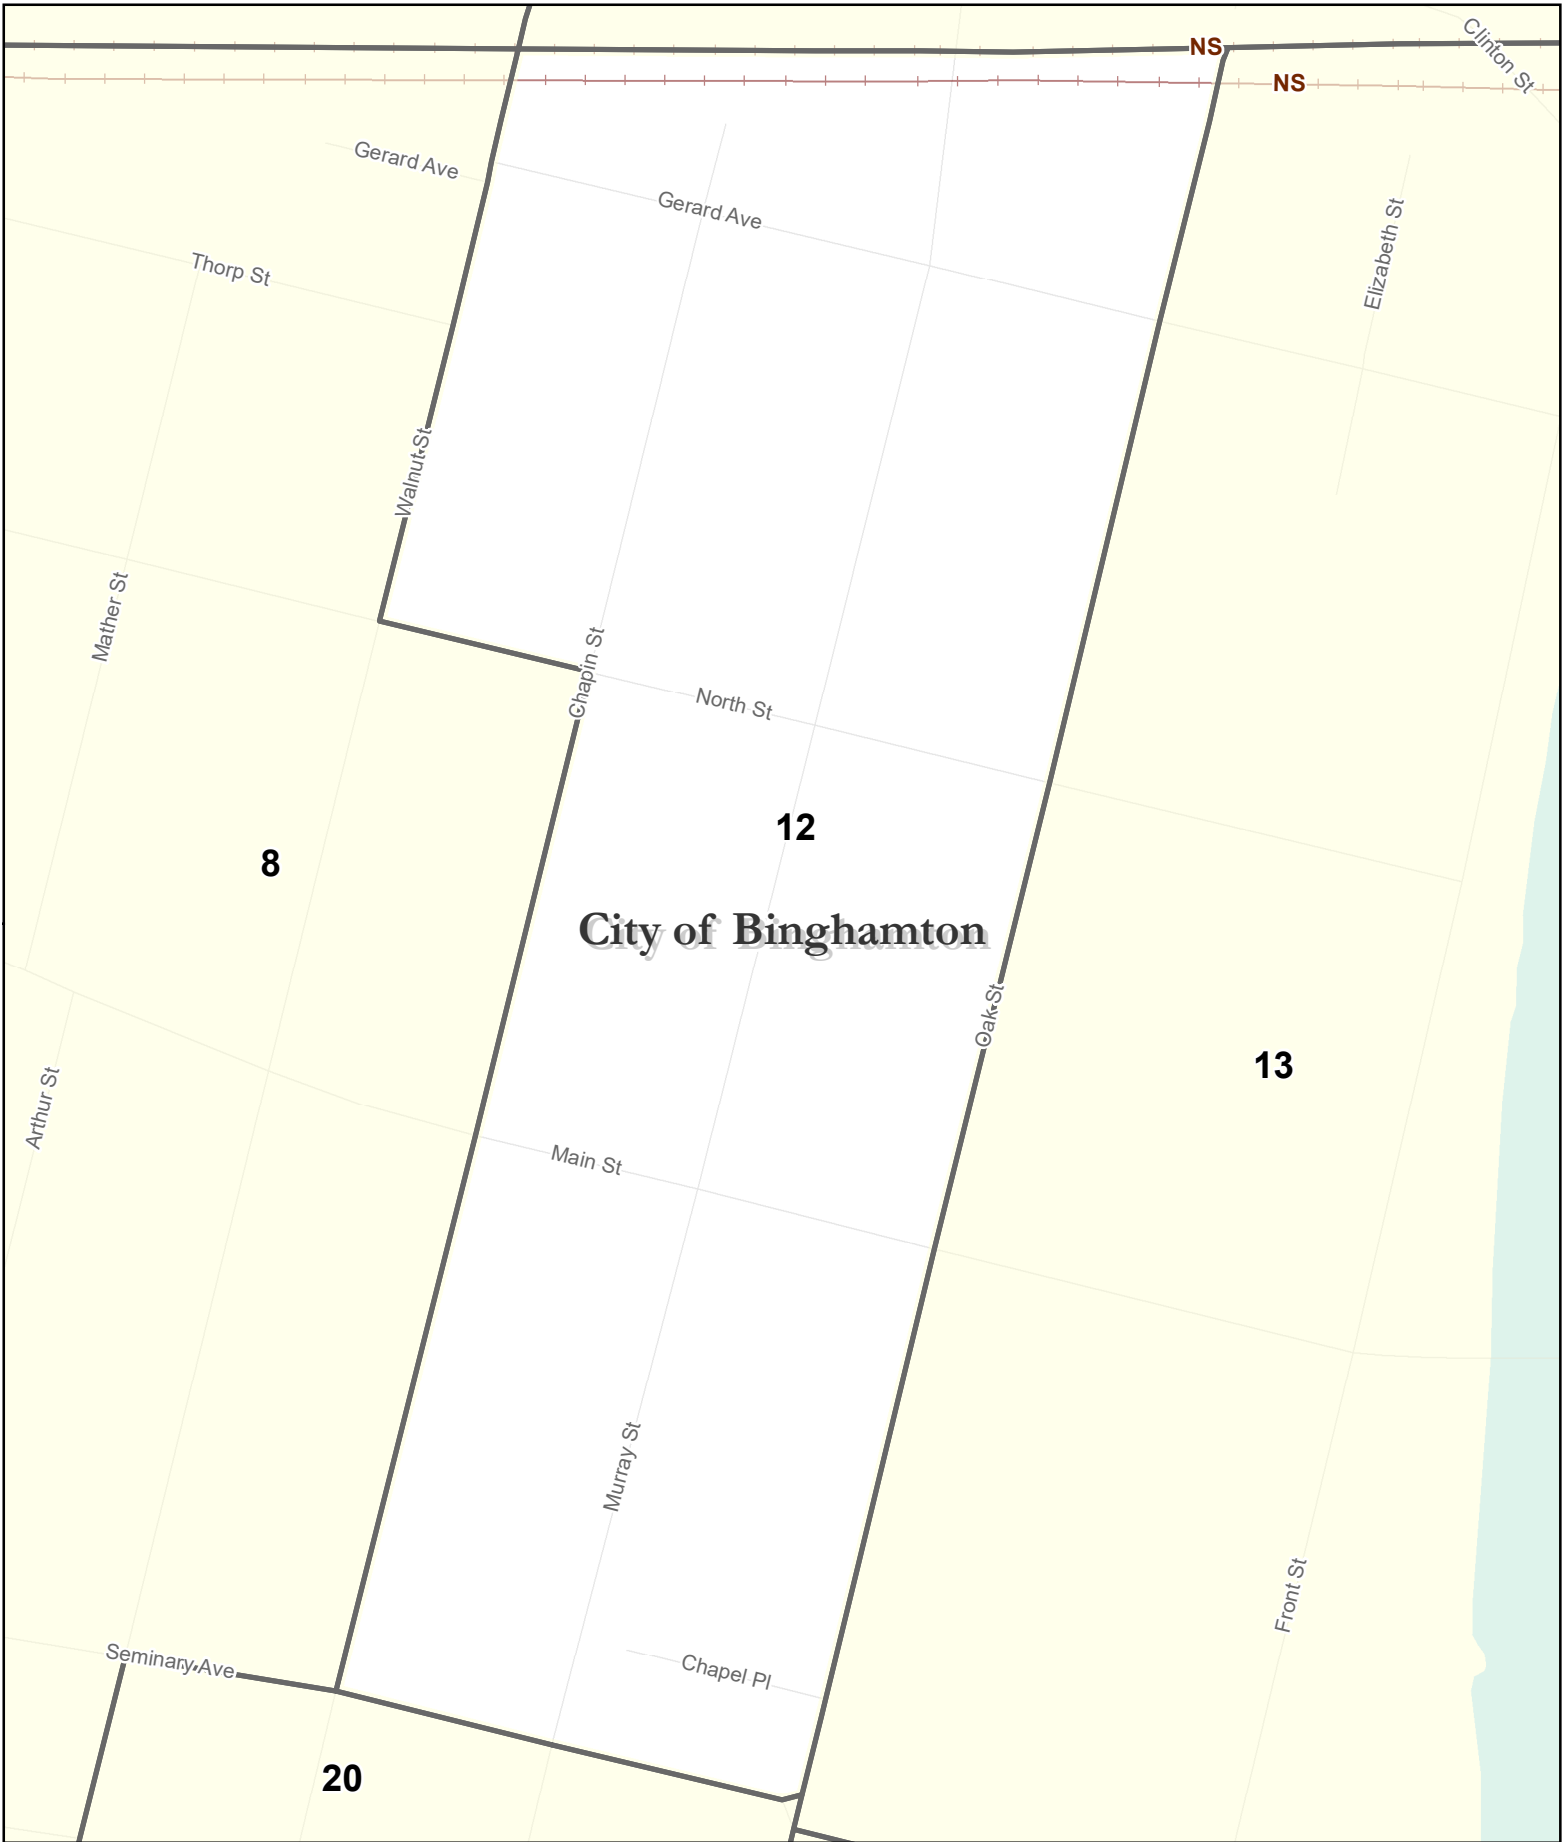 NS
Clinton St
NS
Gerard Ave
Gerard Ave
Thorp St
Elizabeth St
Walnut St
Mather St
Chapin St
North St
12
8
City of Binghamton
Oak St
13
Arthur St
Main St
Murray St
Front St
Seminary Ave
Chapel Pl
20